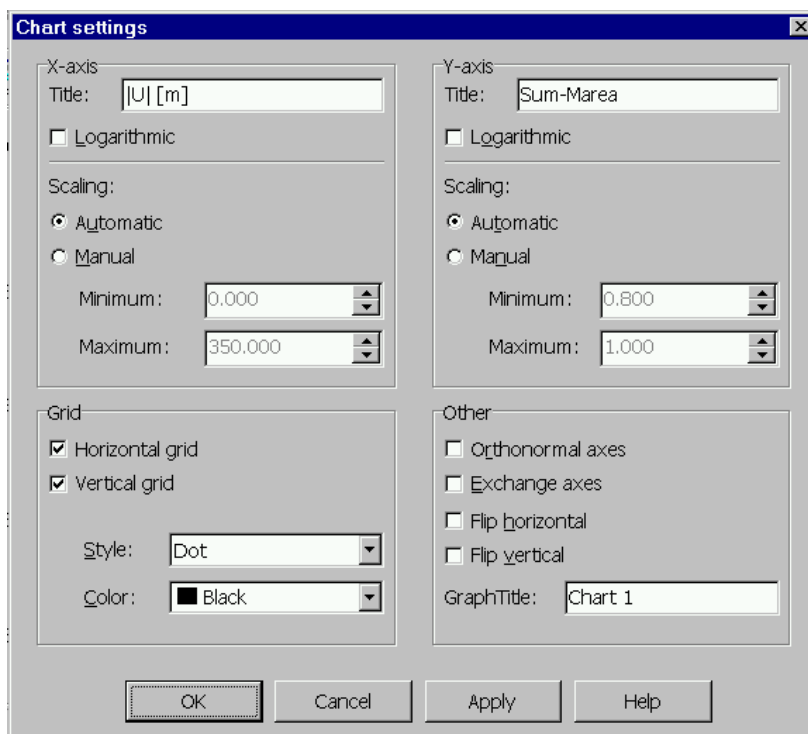 Chart settings
X-axis
Title: |U| [m]
Logarithmic
Scaling:
Automatic
Manual
Minimum: 0.000
Maximum: 350.000
Y-axis
Title: Sum-Marea
Logarithmic
Scaling:
Automatic
Manual
Minimum: 0.800
Maximum: 1.000
Grid
Horizontal grid
Vertical grid
Style: Dot
Color: Black
Other
Orthonormal axes
Exchange axes
Flip horizontal
Flip vertical
GraphTitle: Chart 1
OK Cancel Apply Help